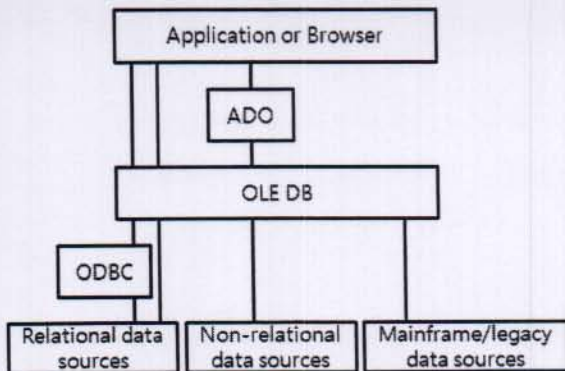 Application or Browser
ADO
OLE DB
ODBC
Relational data
sources
Non-relational
data sources
Mainframe/legacy
data sources